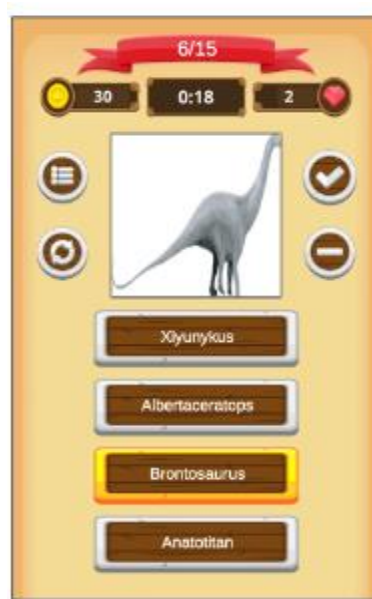 6/15
30 0:18 2
Xiyunykus
Albertaceratops
Brontosaurus
Anatotitan